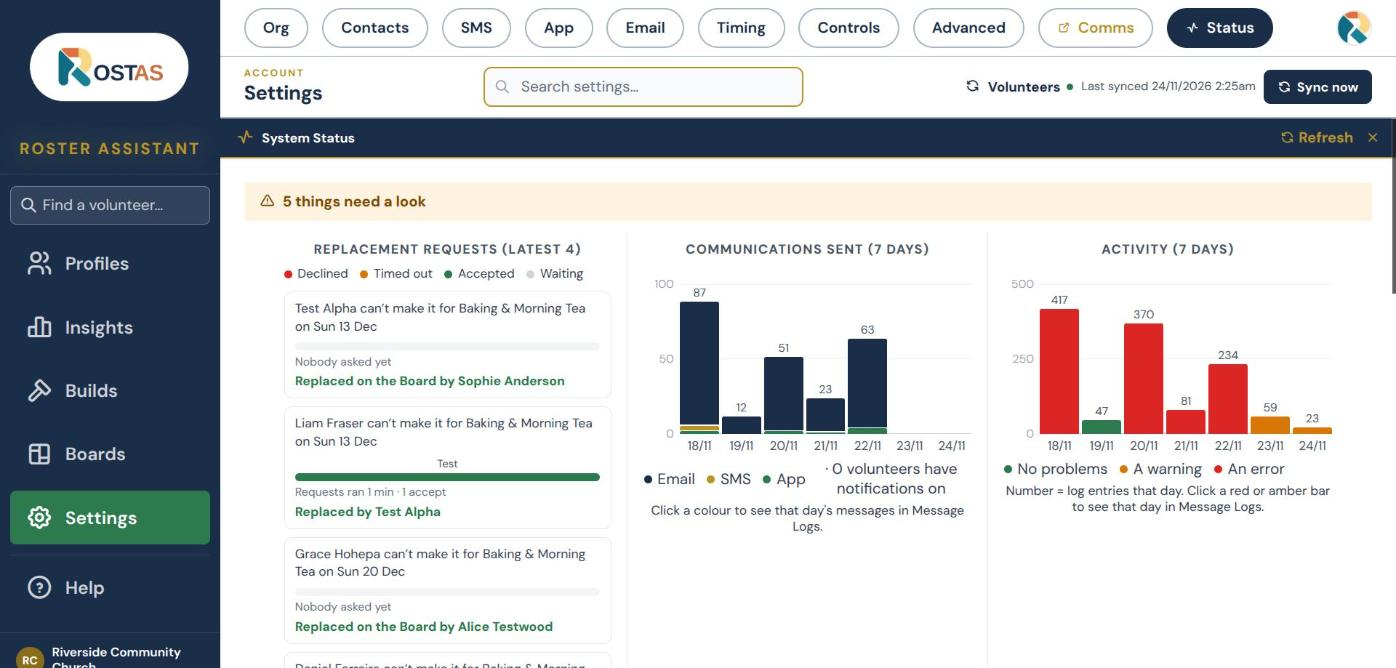 ROSTAS
ROSTER ASSISTANT
Find a volunteer...
Profiles
Insights
Builds
Boards
Settings
Help
RC
Riverside Community
Church
Org
Contacts
SMS
App
Email
Timing
Controls
Advanced
Comms
Status
ACCOUNT
Settings
Search settings...
Volunteers
Last synced 24/11/2026 2:25am
Sync now
System Status
Refresh
5 things need a look
REPLACEMENT REQUESTS (LATEST 4)
Declined
Timed out
Accepted
Waiting
Test Alpha can't make it for Baking & Morning Tea
on Sun 13 Dec
Nobody asked yet
Replaced on the Board by Sophie Anderson
Liam Fraser can't make it for Baking & Morning Tea
on Sun 13 Dec
Test
Requests ran 1 min · 1 accept
Replaced by Test Alpha
Grace Hohepa can't make it for Baking & Morning
Tea on Sun 20 Dec
Nobody asked yet
Replaced on the Board by Alice Testwood
Daniel Ferreira can't make it for Baking & Morning
COMMUNICATIONS SENT (7 DAYS)
100
50
0
87
12
51
23
63
18/11
19/11
20/11
21/11
22/11
23/11
24/11
Email
SMS
App
· 0 volunteers have
notifications on
Click a colour to see that day's messages in Message
Logs.
ACTIVITY (7 DAYS)
500
250
0
417
47
370
81
234
59
23
18/11
19/11
20/11
21/11
22/11
23/11
24/11
No problems
A warning
An error
Number = log entries that day. Click a red or amber bar
to see that day in Message Logs.